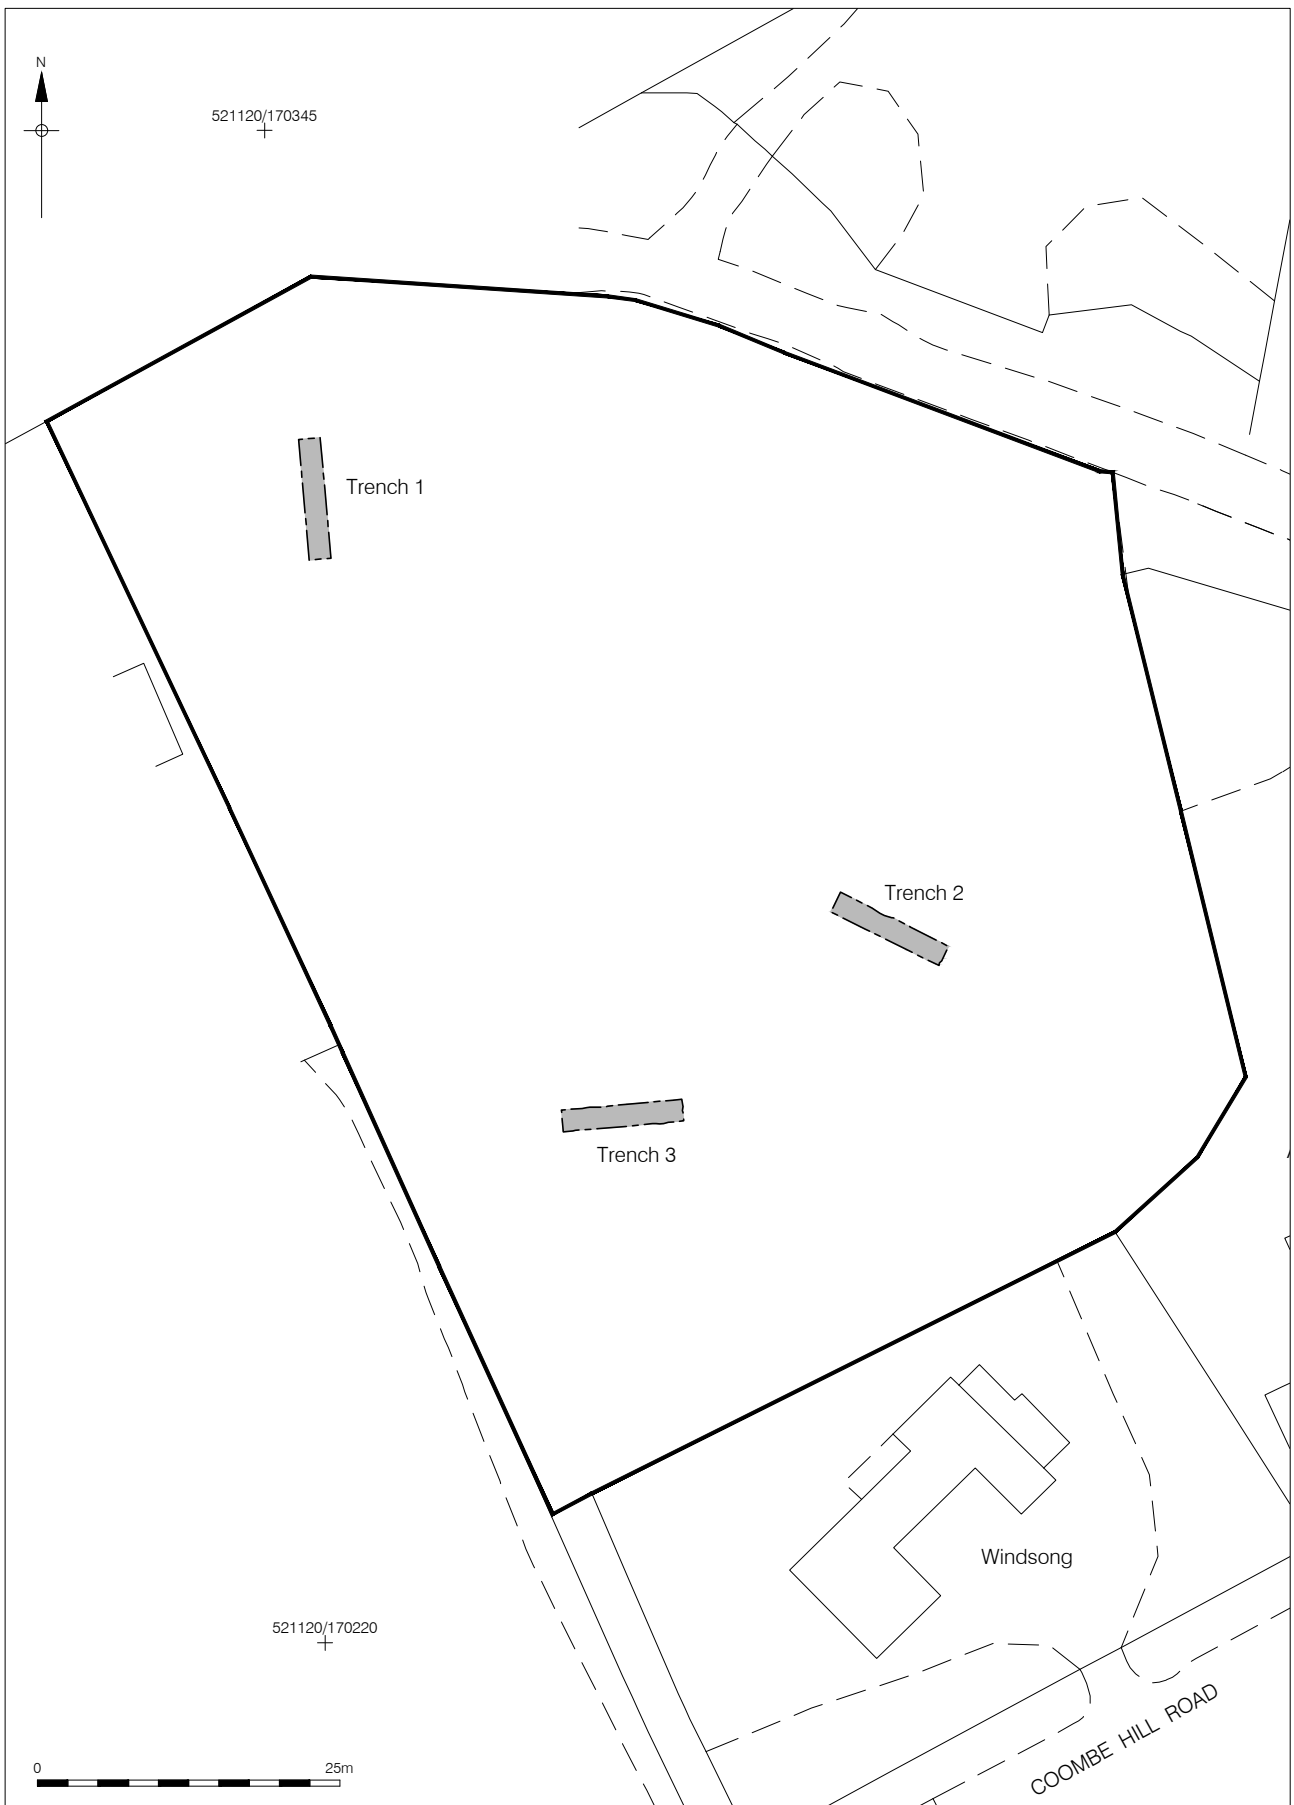 N
521120/170345
Trench 1
Trench 2
Trench 3
Windsong
521120/170220
COOMBE HILL ROAD
0 25m